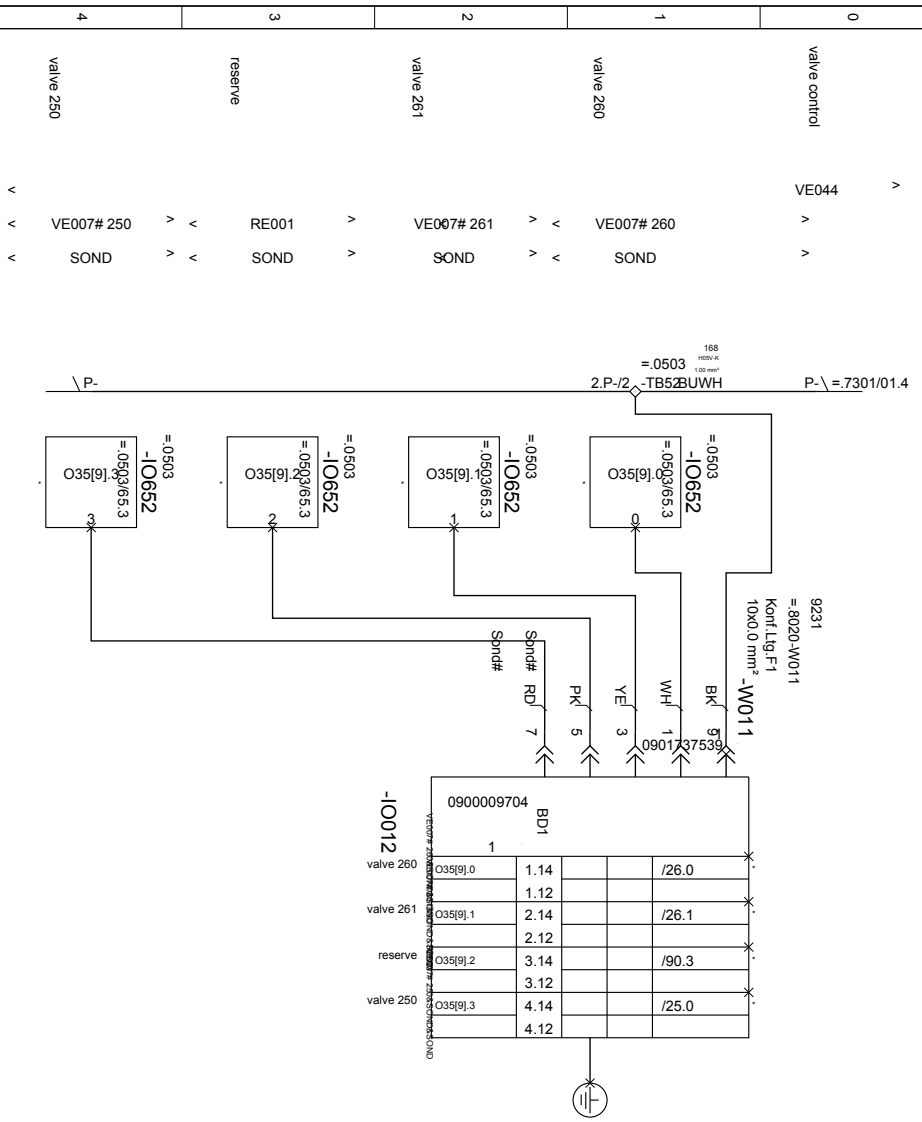 4 3 2 1 0
valve 250
reserve
valve 261
valve 260
valve control
VE044 >
<
< VE007# 250 > < RE001 > VE007# 261 > < VE007# 260 >
< SOND > < SOND > SOND > < SOND >
168
H05V-K
1.00 mm²
=.0503
\ P- 2.P-/2 -TB52 BUWH P- \ =.7301/01.4
=.0503
-IO652
=.0503/65.3
O35[9].3
3
=.0503
-IO652
=.0503/65.3
O35[9].2
2
=.0503
-IO652
=.0503/65.3
O35[9].1
1
=.0503
-IO652
=.0503/65.3
O35[9].0
0
9231
=.8020-W011
Konf.Ltg.F1
10x0.0 mm²
-W011
Sond#
Sond#
RD PK YE WH BK
7 5 3 1 9
0901737539
-IO012
0900009704
BD1
1
valve 260 O35[9].0 1.14 /26.0
1.12
valve 261 O35[9].1 2.14 /26.1
2.12
reserve O35[9].2 3.14 /90.3
3.12
valve 250 O35[9].3 4.14 /25.0
4.12